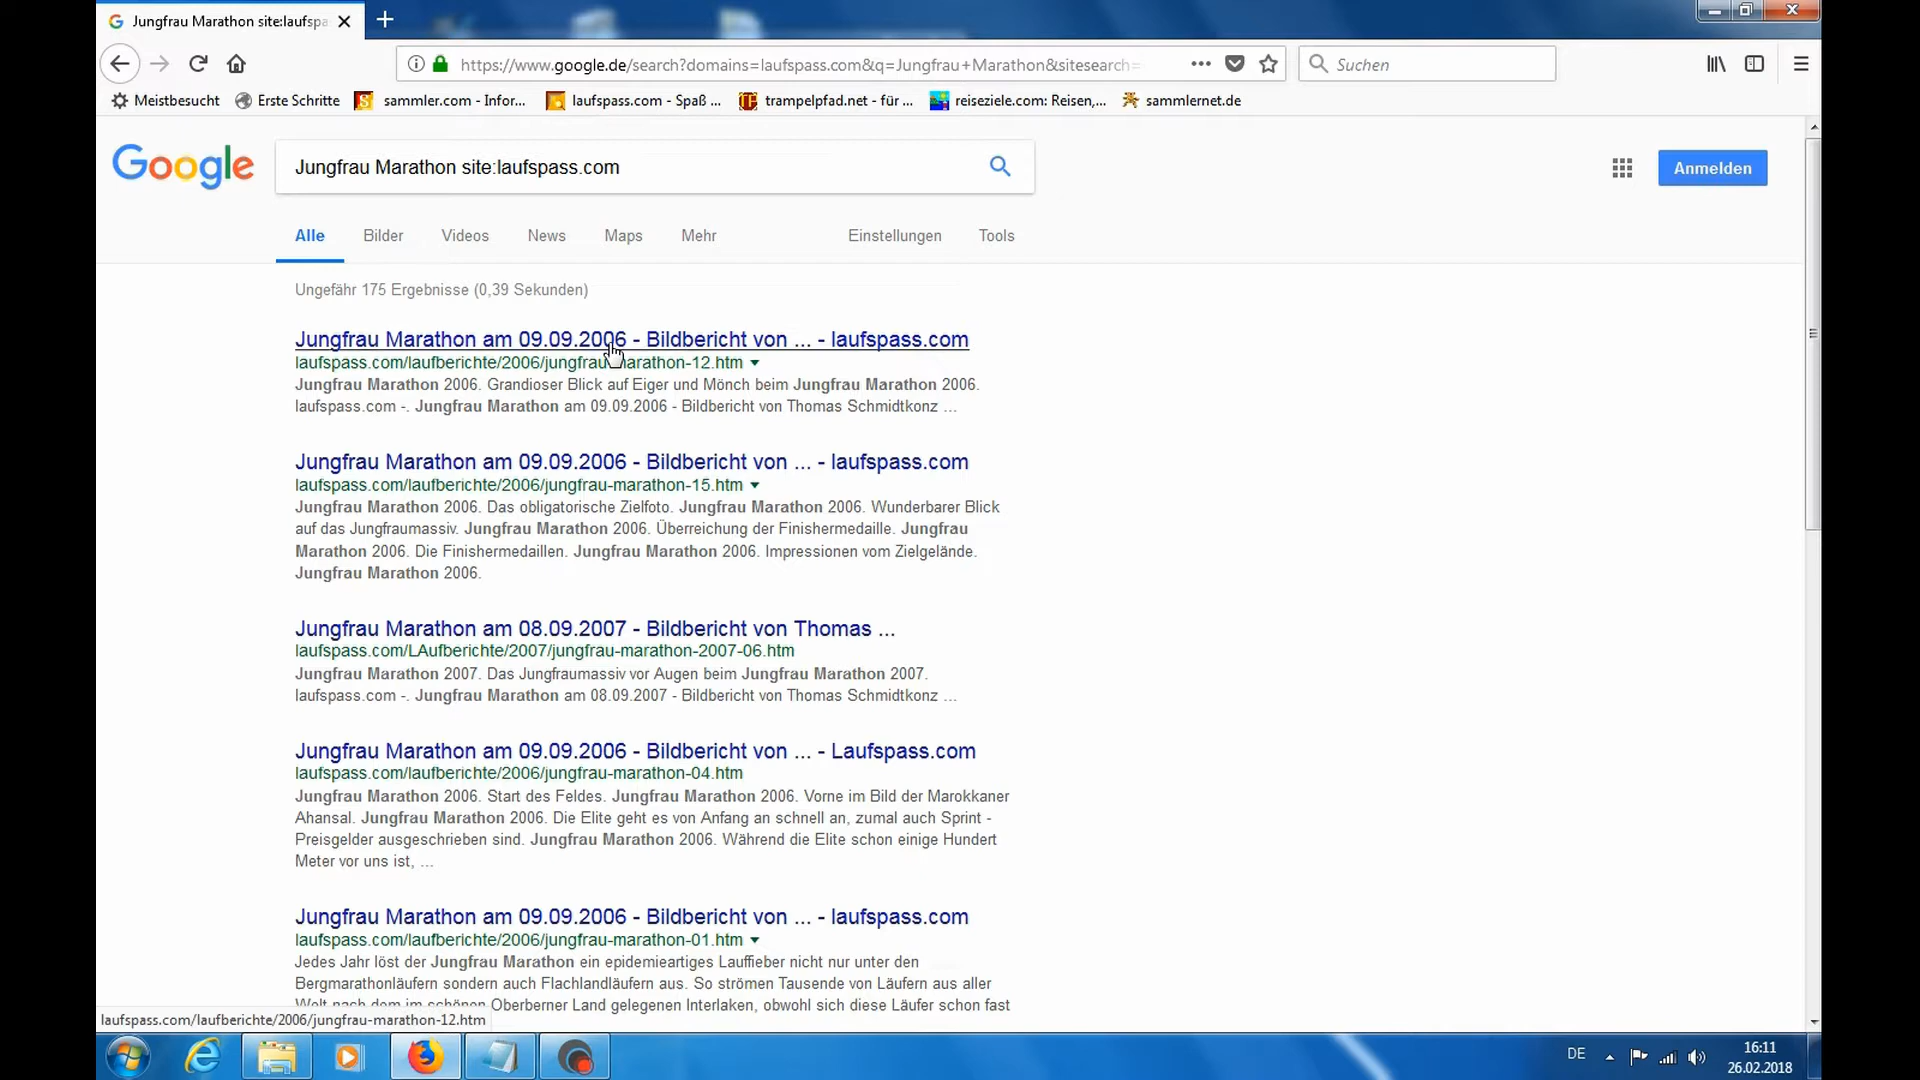 Jungfrau Marathon site:laufspa
https://www.google.de/search?domains=laufspass.com&q=Jungfrau+Marathon&sitesearch=
Suchen
Meistbesucht Erste Schritte sammler.com - Infor... laufspass.com - Spaß ... trampelpfad.net - für ... reiseziele.com: Reisen,... sammlernet.de
Google
Jungfrau Marathon site:laufspass.com
Anmelden
Alle Bilder Videos News Maps Mehr Einstellungen Tools
Ungefähr 175 Ergebnisse (0,39 Sekunden)
Jungfrau Marathon am 09.09.2006 - Bildbericht von ... - laufspass.com
laufspass.com/laufberichte/2006/jungfrau-marathon-12.htm
Jungfrau Marathon 2006. Grandioser Blick auf Eiger und Mönch beim Jungfrau Marathon 2006.
laufspass.com -. Jungfrau Marathon am 09.09.2006 - Bildbericht von Thomas Schmidtkonz ...
Jungfrau Marathon am 09.09.2006 - Bildbericht von ... - laufspass.com
laufspass.com/laufberichte/2006/jungfrau-marathon-15.htm
Jungfrau Marathon 2006. Das obligatorische Zielfoto. Jungfrau Marathon 2006. Wunderbarer Blick
auf das Jungfraumassiv. Jungfrau Marathon 2006. Überreichung der Finishermedaille. Jungfrau
Marathon 2006. Die Finishermedaillen. Jungfrau Marathon 2006. Impressionen vom Zielgelände.
Jungfrau Marathon 2006.
Jungfrau Marathon am 08.09.2007 - Bildbericht von Thomas ...
laufspass.com/LAufberichte/2007/jungfrau-marathon-2007-06.htm
Jungfrau Marathon 2007. Das Jungfraumassiv vor Augen beim Jungfrau Marathon 2007.
laufspass.com -. Jungfrau Marathon am 08.09.2007 - Bildbericht von Thomas Schmidtkonz ...
Jungfrau Marathon am 09.09.2006 - Bildbericht von ... - Laufspass.com
laufspass.com/laufberichte/2006/jungfrau-marathon-04.htm
Jungfrau Marathon 2006. Start des Feldes. Jungfrau Marathon 2006. Vorne im Bild der Marokkaner
Ahansal. Jungfrau Marathon 2006. Die Elite geht es von Anfang an schnell an, zumal auch Sprint -
Preisgelder ausgeschrieben sind. Jungfrau Marathon 2006. Während die Elite schon einige Hundert
Meter vor uns ist, ...
Jungfrau Marathon am 09.09.2006 - Bildbericht von ... - laufspass.com
laufspass.com/laufberichte/2006/jungfrau-marathon-01.htm
Jedes Jahr löst der Jungfrau Marathon ein epidemieartiges Lauffieber nicht nur unter den
Bergmarathonläufern sondern auch Flachlandläufern aus. So strömen Tausende von Läufern aus aller
Welt nach dem im schönen Oberberner Land gelegenen Interlaken, obwohl sich diese Läufer schon fast
laufspass.com/laufberichte/2006/jungfrau-marathon-12.htm
DE
16:11
26.02.2018